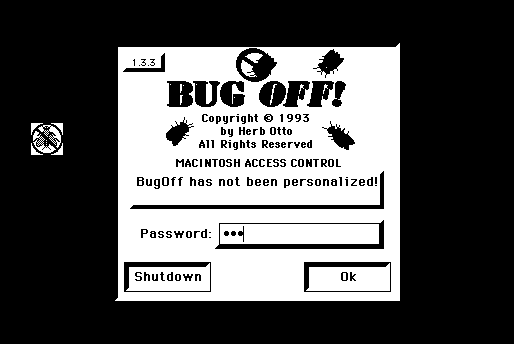 1.3.3
BUG OFF!
Copyright © 1993
by Herb Otto
All Rights Reserved
MACINTOSH ACCESS CONTROL
BugOff has not been personalized!
Password: •••
Shutdown
Ok